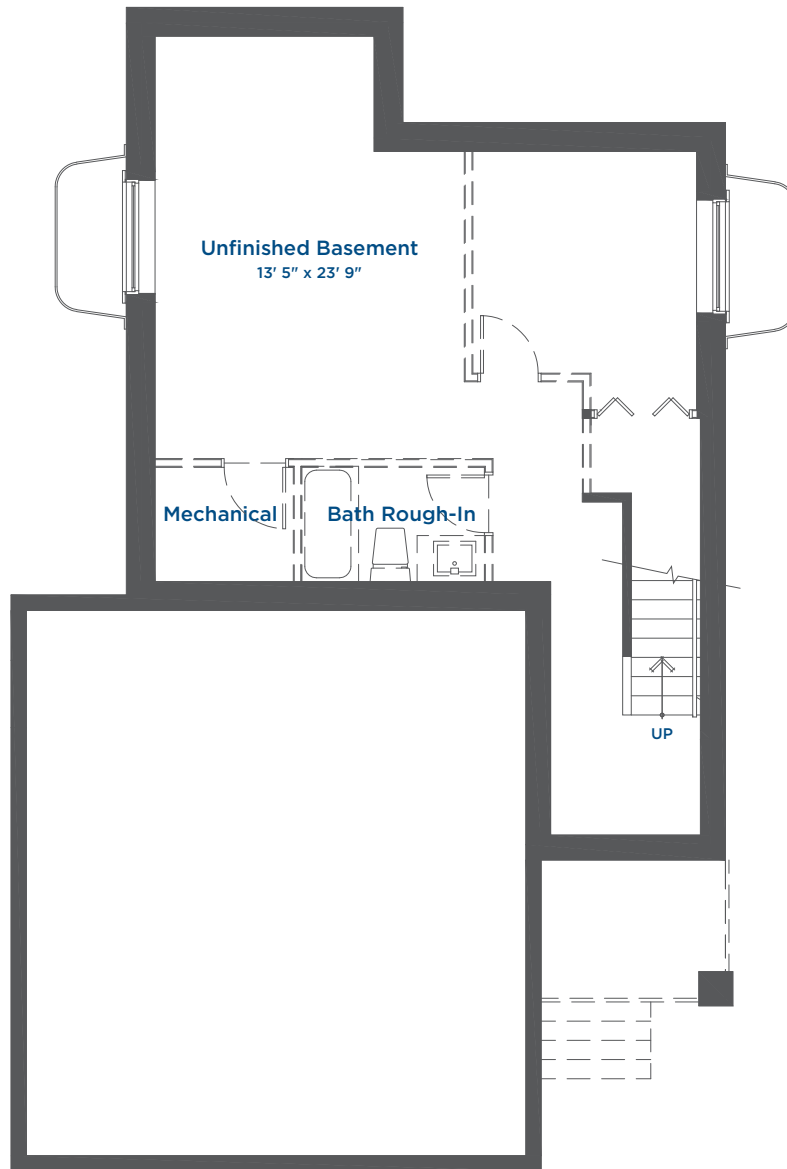 Unfinished Basement
13' 5" x 23' 9"
Mechanical
Bath Rough-In
UP